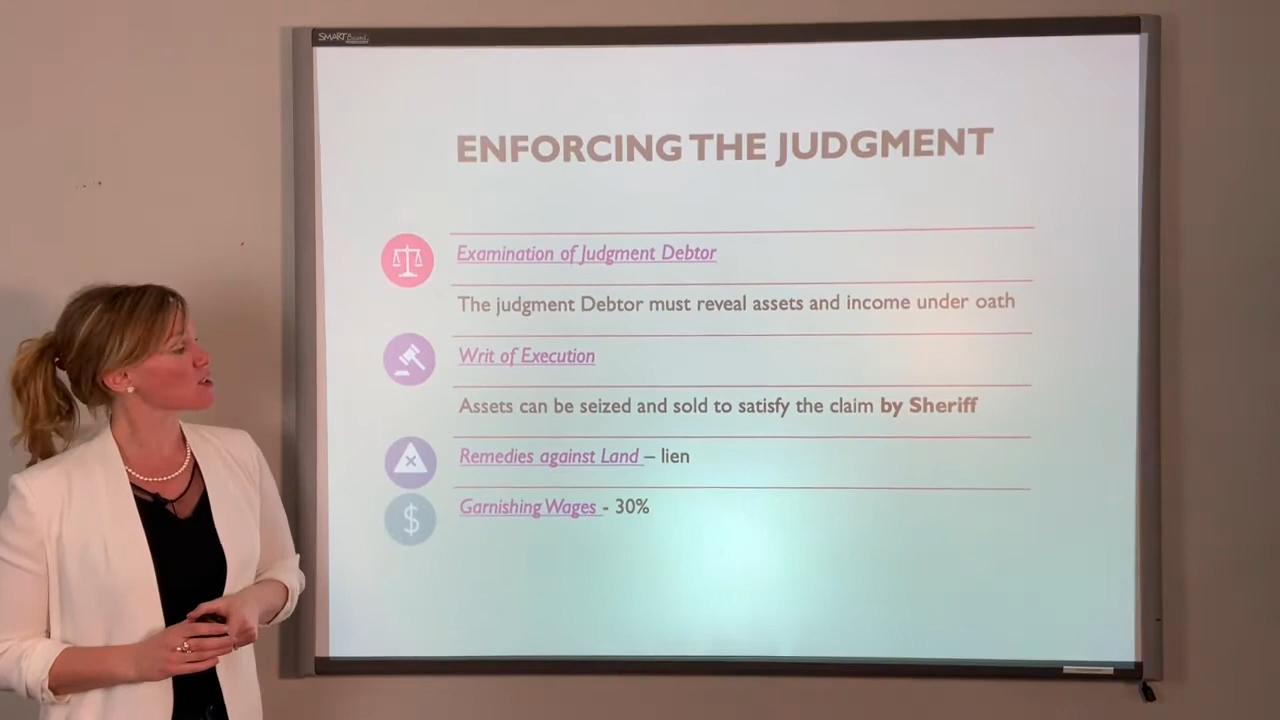 SMART Board
ENFORCING THE JUDGMENT
Examination of Judgment Debtor
The judgment Debtor must reveal assets and income under oath
Writ of Execution
Assets can be seized and sold to satisfy the claim by Sheriff
Remedies against Land – lien
Garnishing Wages - 30%